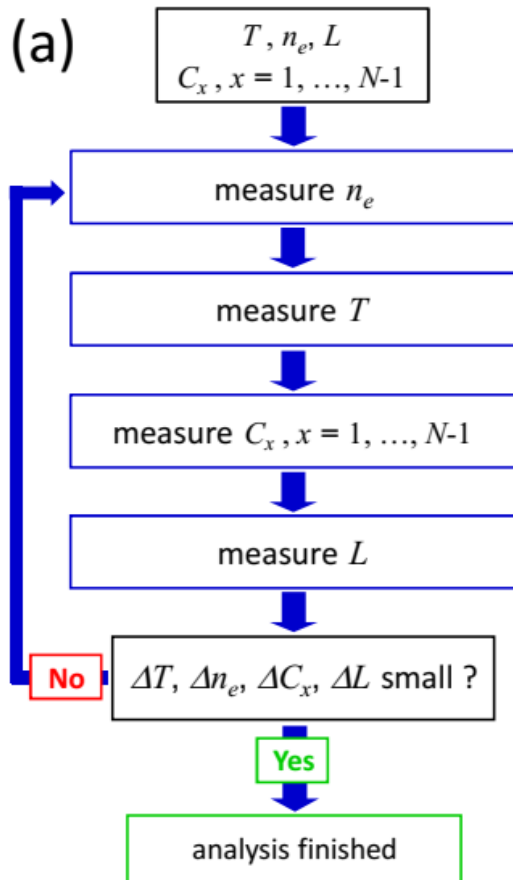 (a)
T , nₑ, L
Cₓ , x = 1, …, N-1
measure nₑ
measure T
measure Cₓ , x = 1, …, N-1
measure L
No
ΔT, Δnₑ, ΔCₓ, ΔL small ?
Yes
analysis finished